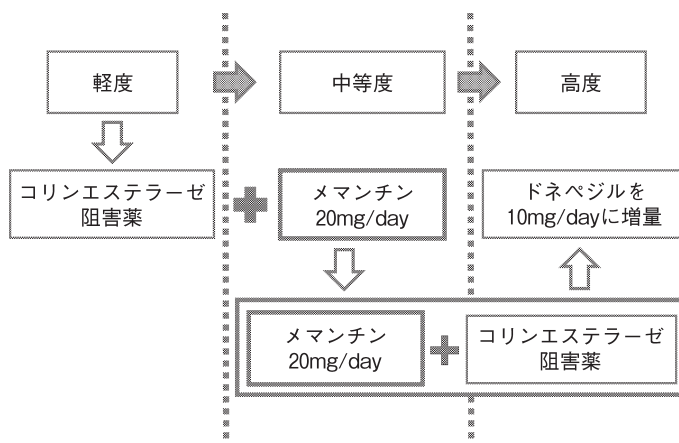 軽度
中等度
高度
コリンエステラーゼ
阻害薬
メマンチン
20mg/day
ドネペジルを
10mg/dayに増量
メマンチン
20mg/day
コリンエステラーゼ
阻害薬